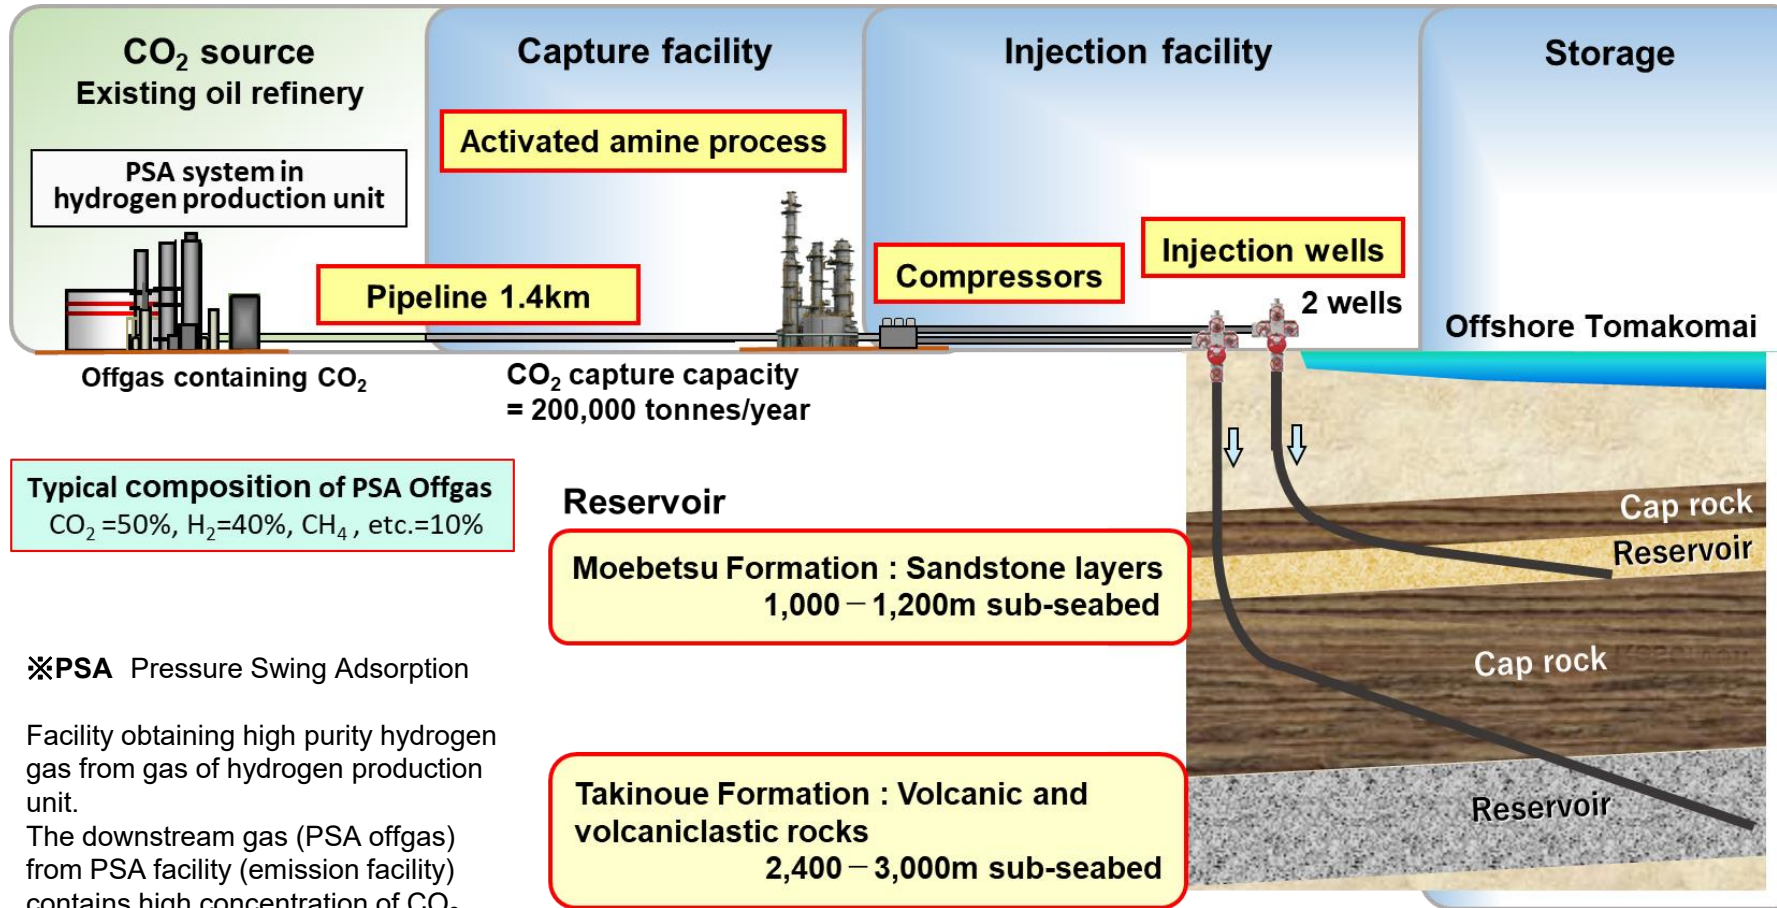 CO₂ source
Existing oil refinery
PSA system in
hydrogen production unit
Offgas containing CO₂
Capture facility
Activated amine process
Pipeline 1.4km
CO₂ capture capacity
= 200,000 tonnes/year
Injection facility
Compressors
Injection wells
2 wells
Storage
Offshore Tomakomai
Typical composition of PSA Offgas
CO₂ =50%, H₂=40%, CH₄ , etc.=10%
※PSA Pressure Swing Adsorption
Facility obtaining high purity hydrogen
gas from gas of hydrogen production
unit.
The downstream gas (PSA offgas)
from PSA facility (emission facility)
contains high concentration of CO₂
Reservoir
Moebetsu Formation : Sandstone layers
1,000－1,200m sub-seabed
Takinoue Formation : Volcanic and
volcaniclastic rocks
2,400－3,000m sub-seabed
Cap rock
Reservoir
Cap rock
Reservoir